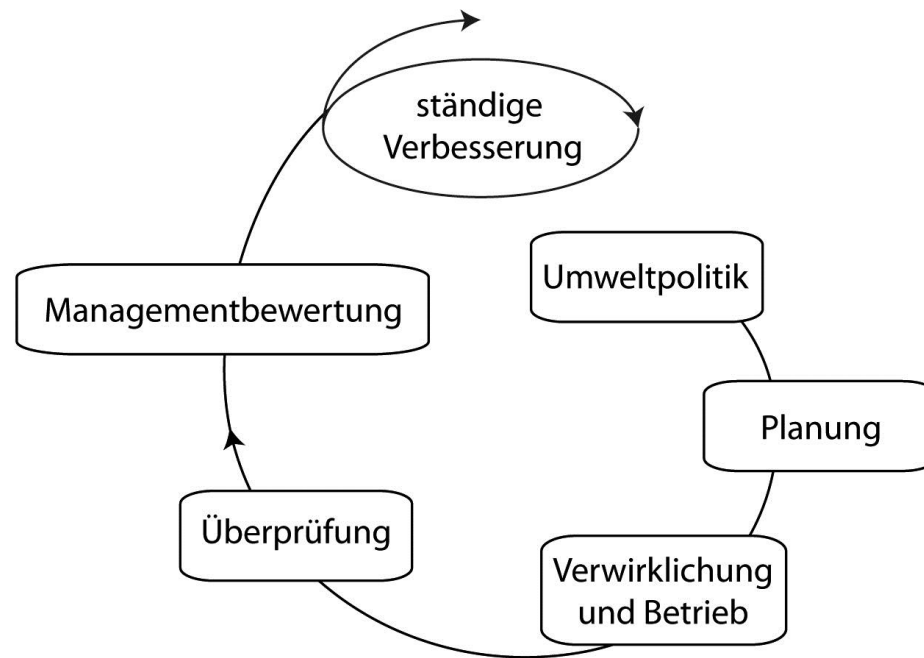 ständige
Verbesserung
Umweltpolitik
Managementbewertung
Planung
Überprüfung
Verwirklichung
und Betrieb